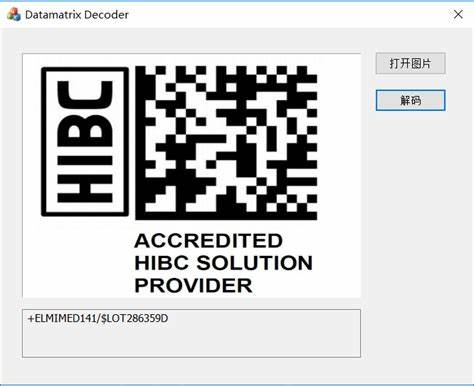 Datamatrix Decoder
打开图片
解码
HIBC
ACCREDITED
HIBC SOLUTION
PROVIDER
+ELMIMED141/$LOT286359D